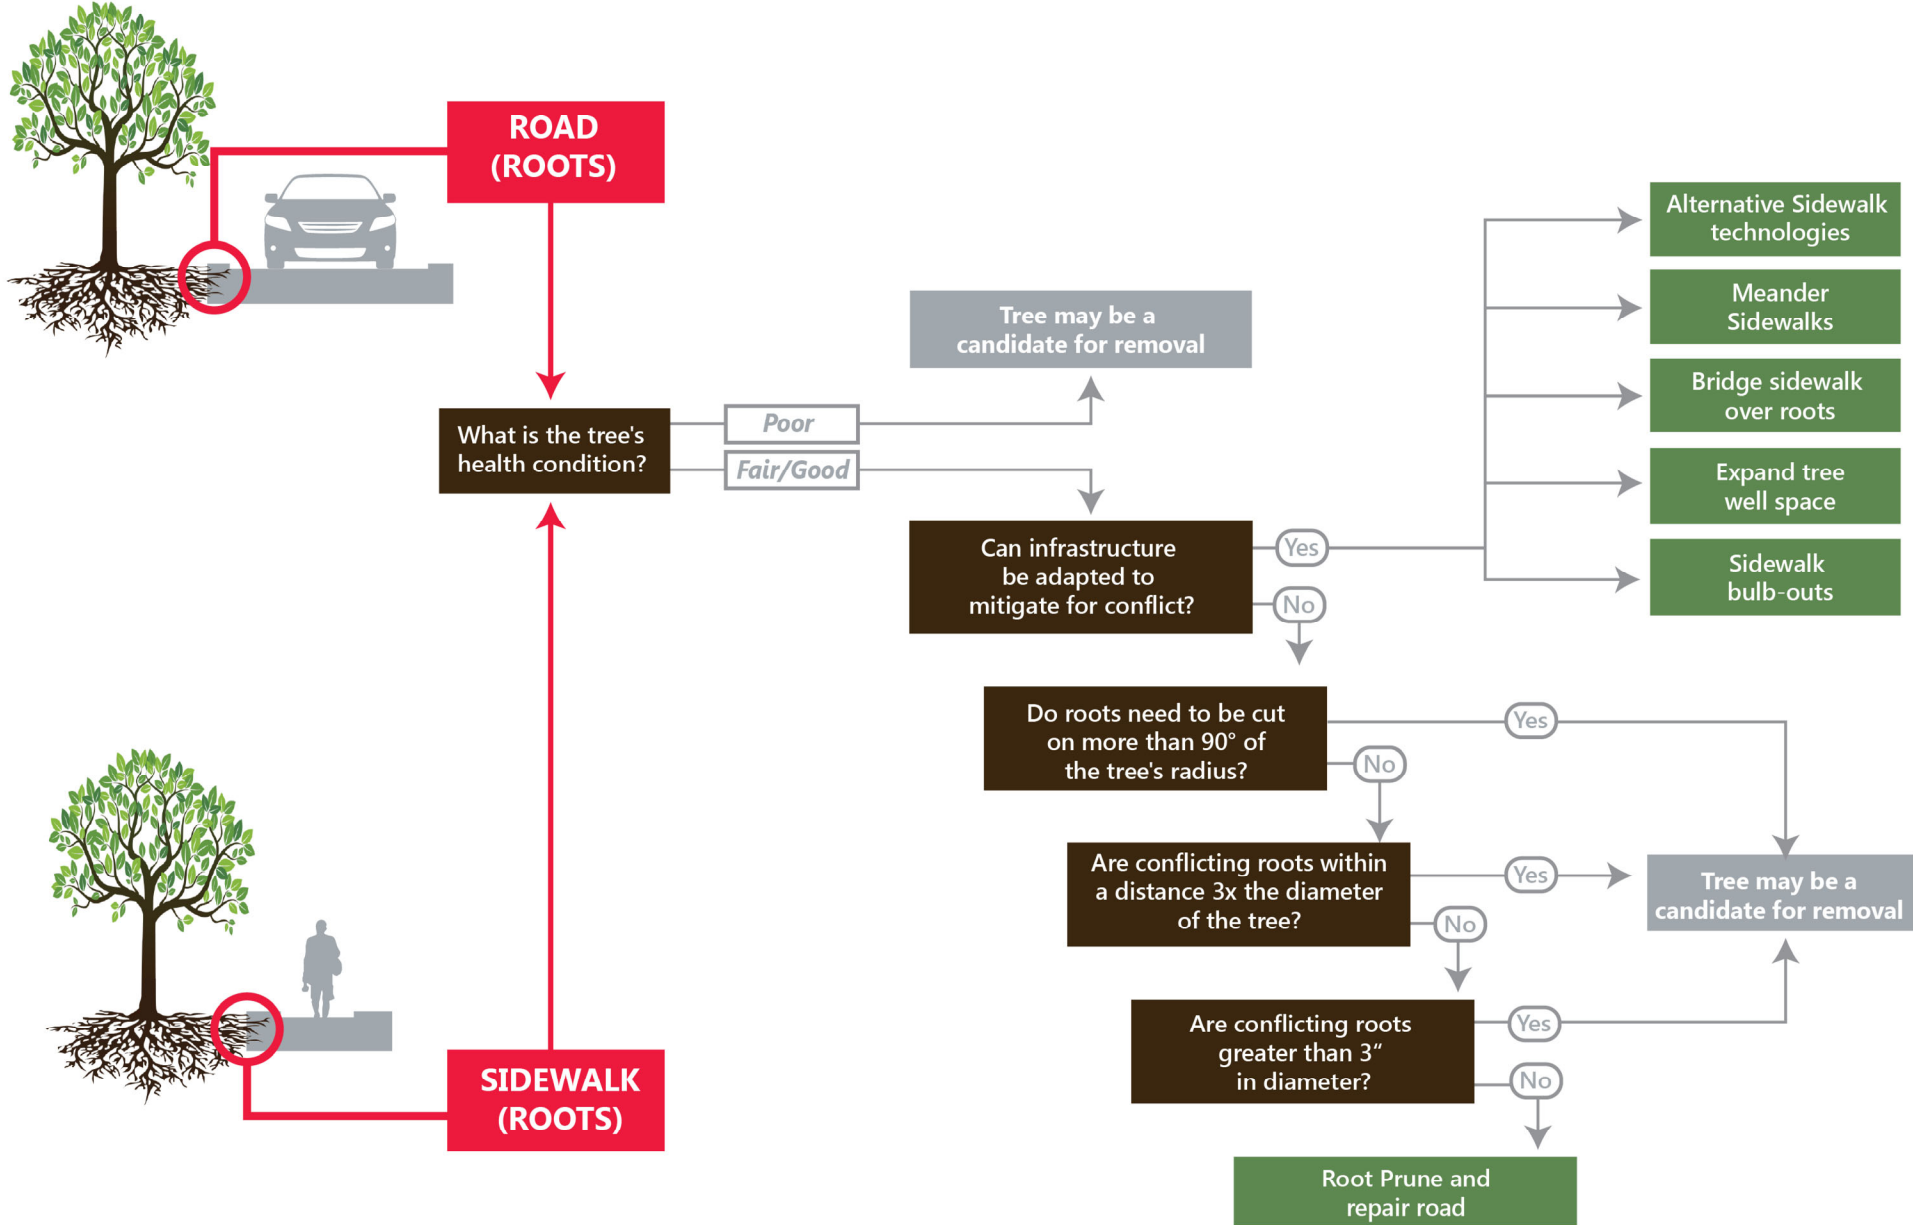 ROAD
(ROOTS)
Alternative Sidewalk
technologies
Meander
Sidewalks
Tree may be a
candidate for removal
Bridge sidewalk
over roots
What is the tree's
health condition?
Poor
Fair/Good
Expand tree
well space
Can infrastructure
be adapted to
mitigate for conflict?
Yes
No
Sidewalk
bulb-outs
Do roots need to be cut
on more than 90° of
the tree's radius?
Yes
No
Are conflicting roots within
a distance 3x the diameter
of the tree?
Yes
No
Tree may be a
candidate for removal
Are conflicting roots
greater than 3“
in diameter?
Yes
No
SIDEWALK
(ROOTS)
Root Prune and
repair road